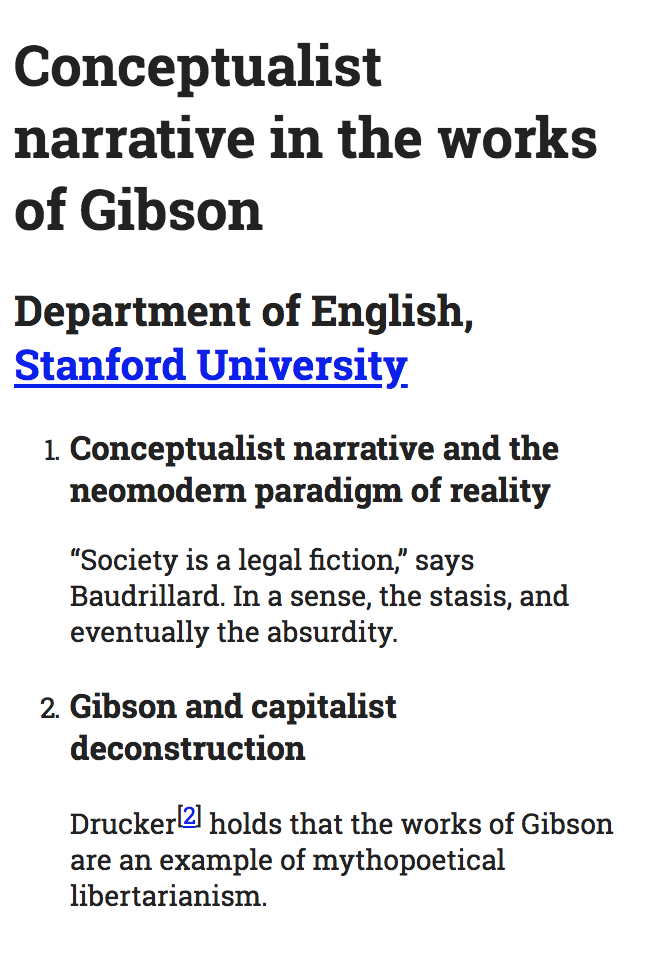 Conceptualist
narrative in the works
of Gibson
Department of English,
Stanford University
1. Conceptualist narrative and the
neomodern paradigm of reality
“Society is a legal fiction,” says
Baudrillard. In a sense, the stasis, and
eventually the absurdity.
2. Gibson and capitalist
deconstruction
Drucker[2] holds that the works of Gibson
are an example of mythopoetical
libertarianism.